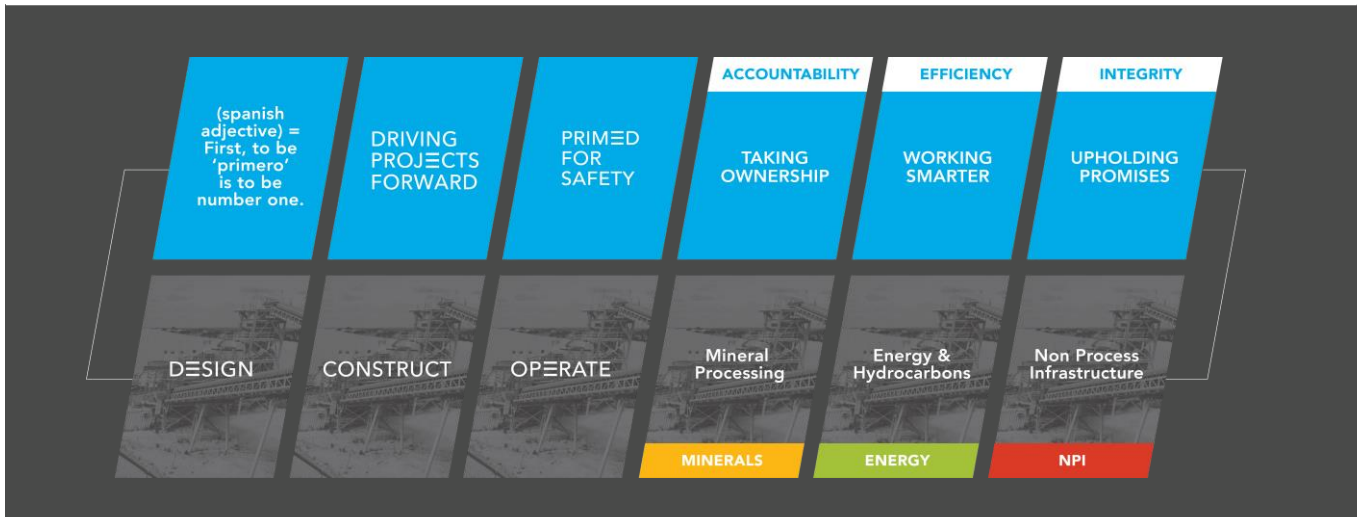 (spanish
adjective) =
First, to be
‘primero‘
is to be
number one.
DRIVING
PROJECTS
FORWARD
PRIMED
FOR
SAFETY
ACCOUNTABILITY
TAKING
OWNERSHIP
EFFICIENCY
WORKING
SMARTER
INTEGRITY
UPHOLDING
PROMISES
DESIGN
CONSTRUCT
OPERATE
Mineral
Processing
MINERALS
Energy &
Hydrocarbons
ENERGY
Non Process
Infrastructure
NPI